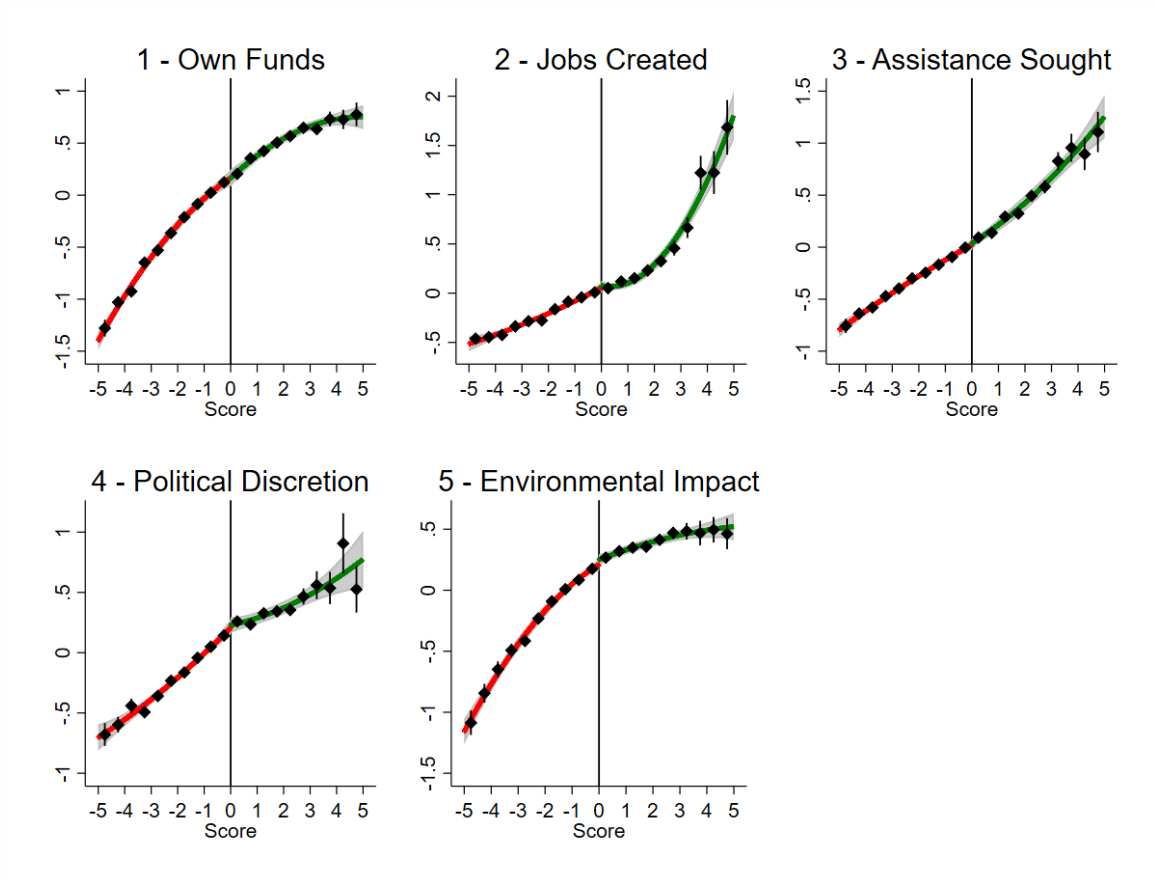 1 - Own Funds
1
.5
0
-.5
-1
-1.5
-5 -4 -3 -2 -1 0 1 2 3 4 5
Score
2 - Jobs Created
2
1.5
1
.5
0
-.5
-5 -4 -3 -2 -1 0 1 2 3 4 5
Score
3 - Assistance Sought
1.5
1
.5
0
-.5
-1
-5 -4 -3 -2 -1 0 1 2 3 4 5
Score
4 - Political Discretion
1
.5
0
-.5
-1
-5 -4 -3 -2 -1 0 1 2 3 4 5
Score
5 - Environmental Impact
.5
0
-.5
-1
-1.5
-5 -4 -3 -2 -1 0 1 2 3 4 5
Score